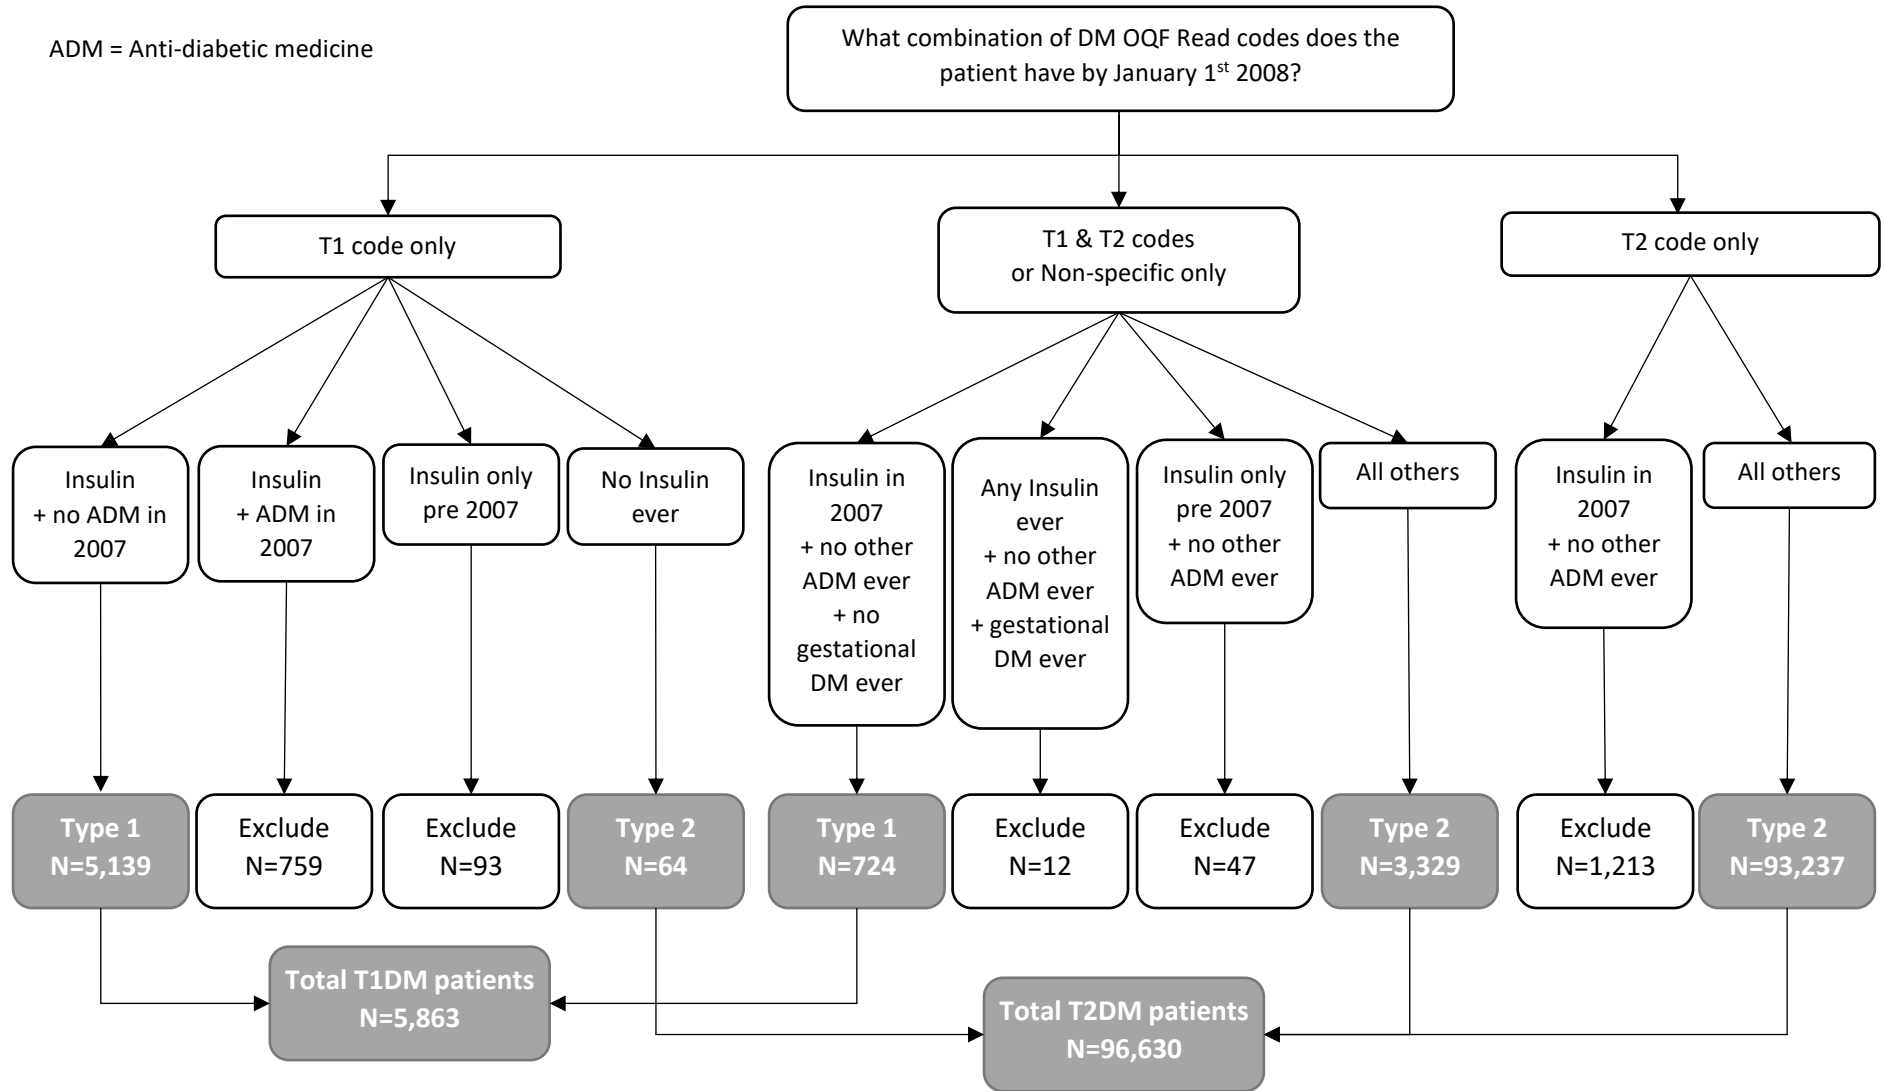 ADM = Anti-diabetic medicine
What combination of DM OQF Read codes does the
patient have by January 1st 2008?
T1 code only
T1 & T2 codes
or Non-specific only
T2 code only
Insulin
+ no ADM in
2007
Insulin
+ ADM in
2007
Insulin only
pre 2007
No Insulin
ever
Insulin in
2007
+ no other
ADM ever
+ no
gestational
DM ever
Any Insulin
ever
+ no other
ADM ever
+ gestational
DM ever
Insulin only
pre 2007
+ no other
ADM ever
All others
Insulin in
2007
+ no other
ADM ever
All others
Type 1
N=5,139
Exclude
N=759
Exclude
N=93
Type 2
N=64
Type 1
N=724
Exclude
N=12
Exclude
N=47
Type 2
N=3,329
Exclude
N=1,213
Type 2
N=93,237
Total T1DM patients
N=5,863
Total T2DM patients
N=96,630